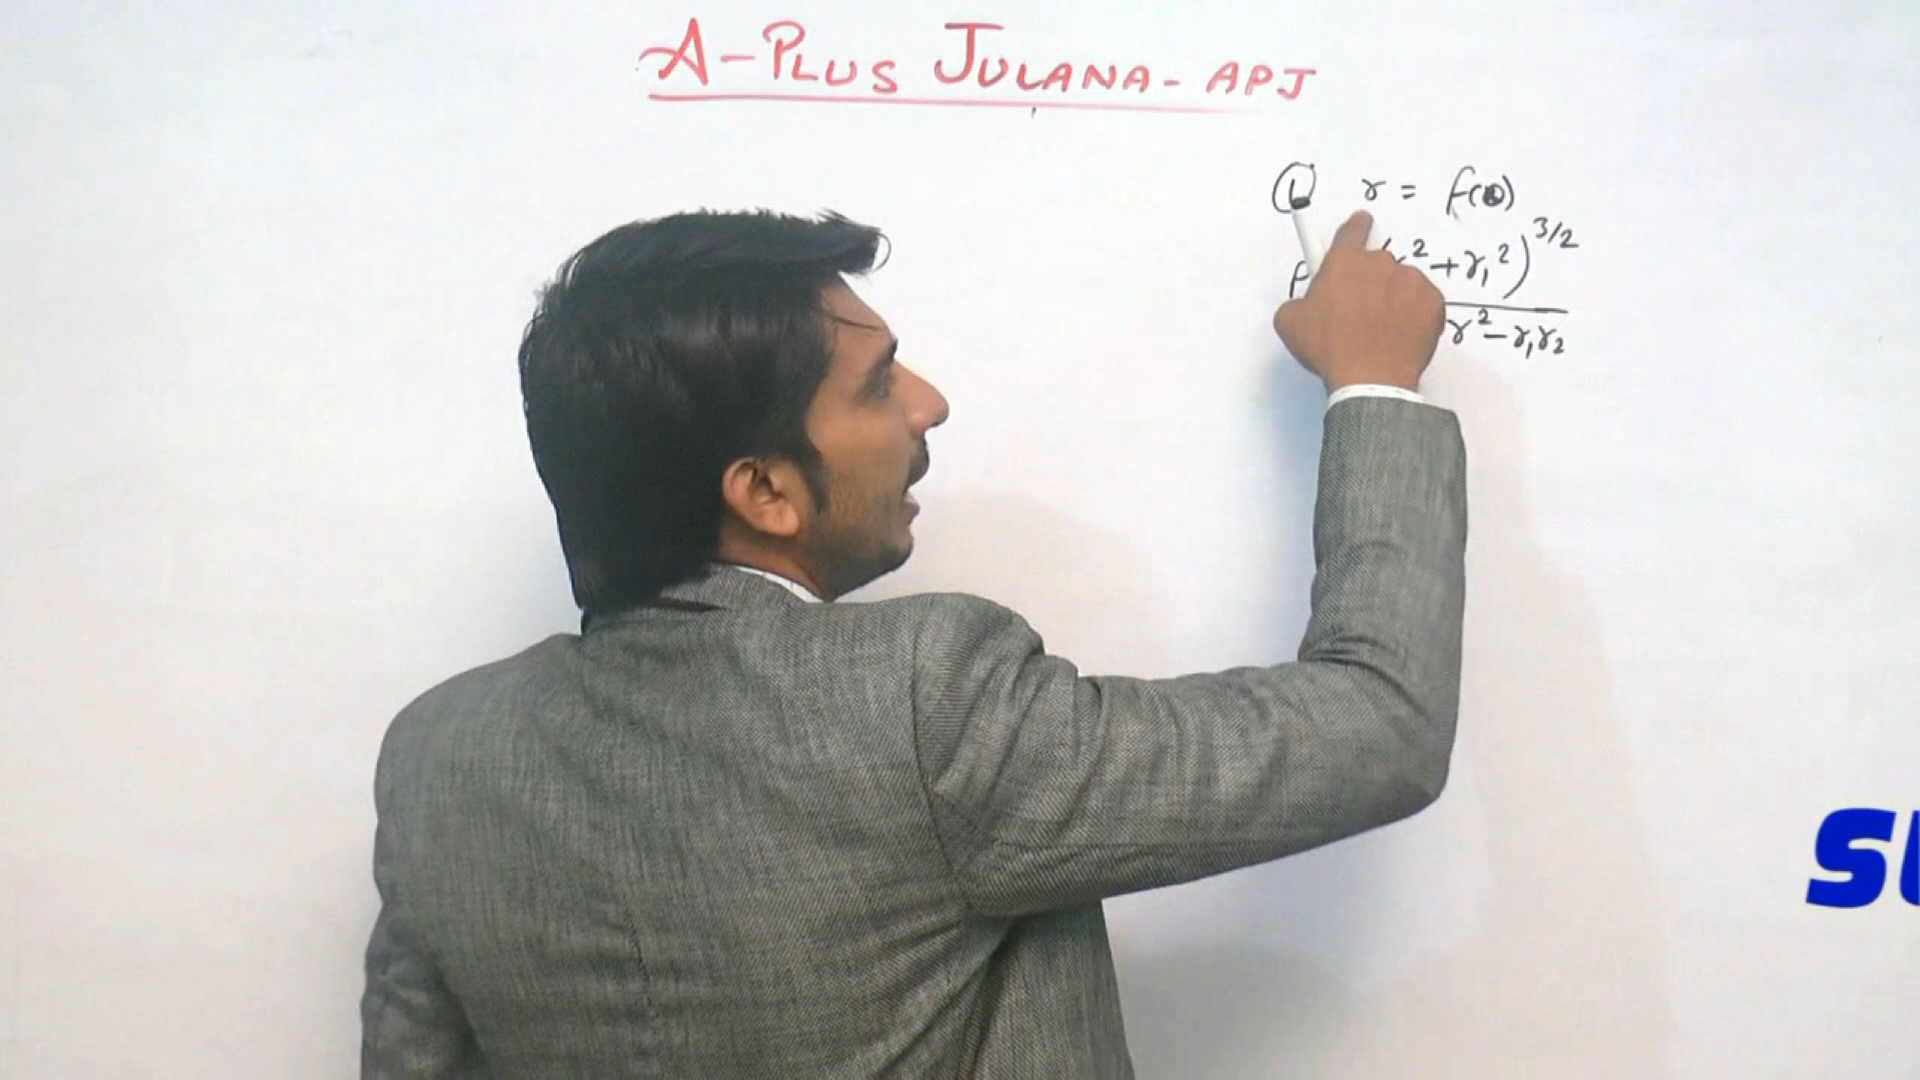 A-PLUS JULANA - APJ
① r = f(θ)
(r² + r₁²)^3/2
r² - r₁r₂